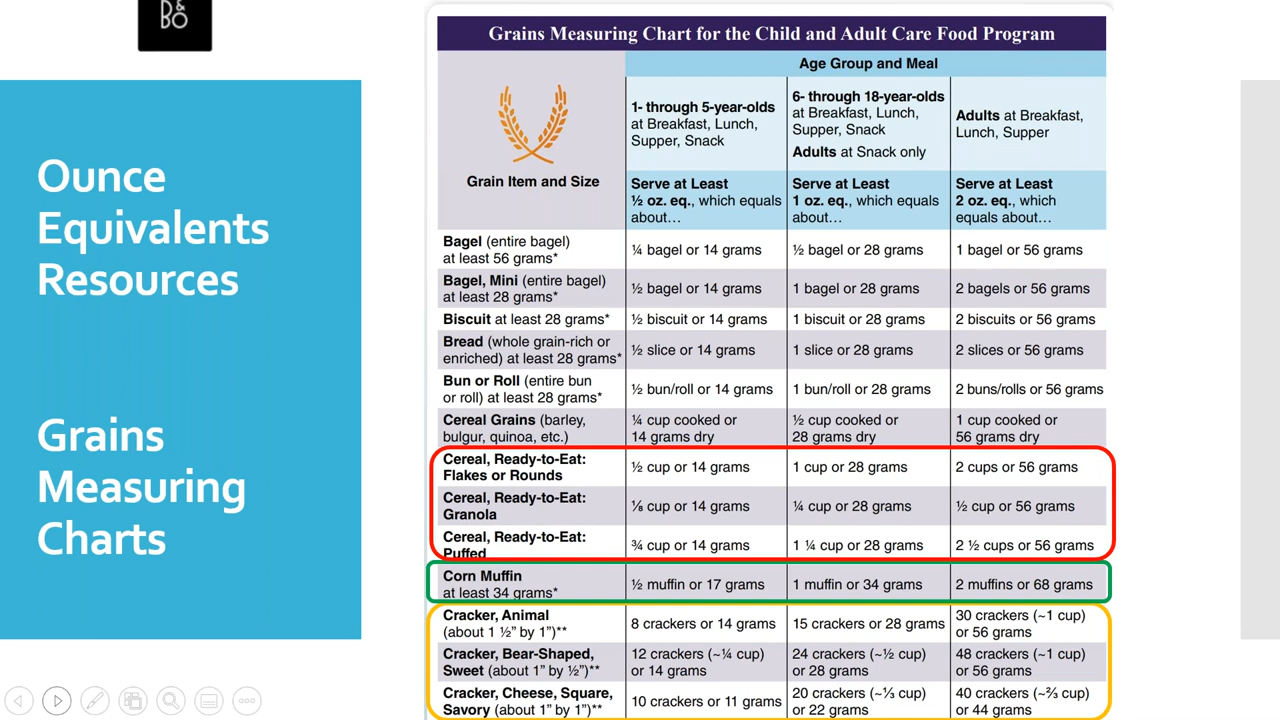 BO
&BO
Ounce
Equivalents
Resources
Grains
Measuring
Charts
Grains Measuring Chart for the Child and Adult Care Food Program
Grain Item and Size
Age Group and Meal
1- through 5-year-olds
at Breakfast, Lunch,
Supper, Snack
6- through 18-year-olds
at Breakfast, Lunch,
Supper, Snack
Adults at Snack only
Adults at Breakfast,
Lunch, Supper
Serve at Least
½ oz. eq., which equals
about…
Serve at Least
1 oz. eq., which equals
about…
Serve at Least
2 oz. eq., which
equals about…
Bagel (entire bagel)
at least 56 grams*
¼ bagel or 14 grams
½ bagel or 28 grams
1 bagel or 56 grams
Bagel, Mini (entire bagel)
at least 28 grams*
½ bagel or 14 grams
1 bagel or 28 grams
2 bagels or 56 grams
Biscuit at least 28 grams*
½ biscuit or 14 grams
1 biscuit or 28 grams
2 biscuits or 56 grams
Bread (whole grain-rich or
enriched) at least 28 grams*
½ slice or 14 grams
1 slice or 28 grams
2 slices or 56 grams
Bun or Roll (entire bun
or roll) at least 28 grams*
½ bun/roll or 14 grams
1 bun/roll or 28 grams
2 buns/rolls or 56 grams
Cereal Grains (barley,
bulgur, quinoa, etc.)
¼ cup cooked or
14 grams dry
½ cup cooked or
28 grams dry
1 cup cooked or
56 grams dry
Cereal, Ready-to-Eat:
Flakes or Rounds
½ cup or 14 grams
1 cup or 28 grams
2 cups or 56 grams
Cereal, Ready-to-Eat:
Granola
⅛ cup or 14 grams
¼ cup or 28 grams
½ cup or 56 grams
Cereal, Ready-to-Eat:
Puffed
¾ cup or 14 grams
1 ¼ cup or 28 grams
2 ½ cups or 56 grams
Corn Muffin
at least 34 grams*
½ muffin or 17 grams
1 muffin or 34 grams
2 muffins or 68 grams
Cracker, Animal
(about 1 ½” by 1”)**
8 crackers or 14 grams
15 crackers or 28 grams
30 crackers (~1 cup)
or 56 grams
Cracker, Bear-Shaped,
Sweet (about 1” by ½”)**
12 crackers (~¼ cup)
or 14 grams
24 crackers (~½ cup)
or 28 grams
48 crackers (~1 cup)
or 56 grams
Cracker, Cheese, Square,
Savory (about 1” by 1”)**
10 crackers or 11 grams
20 crackers (~⅓ cup)
or 22 grams
40 crackers (~⅔ cup)
or 44 grams